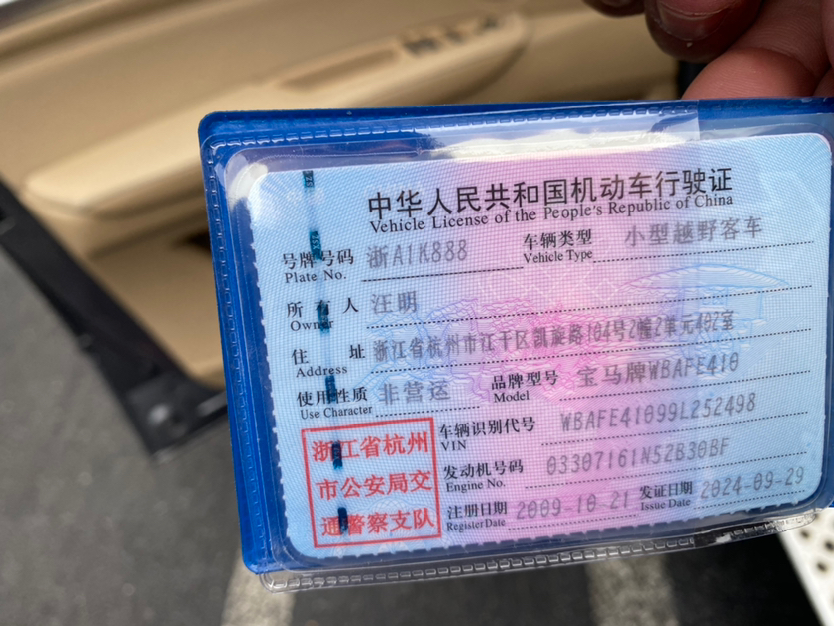 中华人民共和国机动车行驶证
Vehicle License of the People's Republic of China
号牌号码 浙A1K888 车辆类型 小型越野客车
Plate No. Vehicle Type
所有人 汪明
Owner
住址 浙江省杭州市江干区凯旋路104号2幢2单元402室
Address
使用性质 非营运 品牌型号 宝马牌WBAFE410
Use Character Model
浙江省杭州
市公安局交
通警察支队
车辆识别代号 WBAFE41099L252498
VIN
发动机号码 03307161N52B30BF
Engine No.
注册日期 2009-10-21 发证日期 2024-09-29
Register Date Issue Date